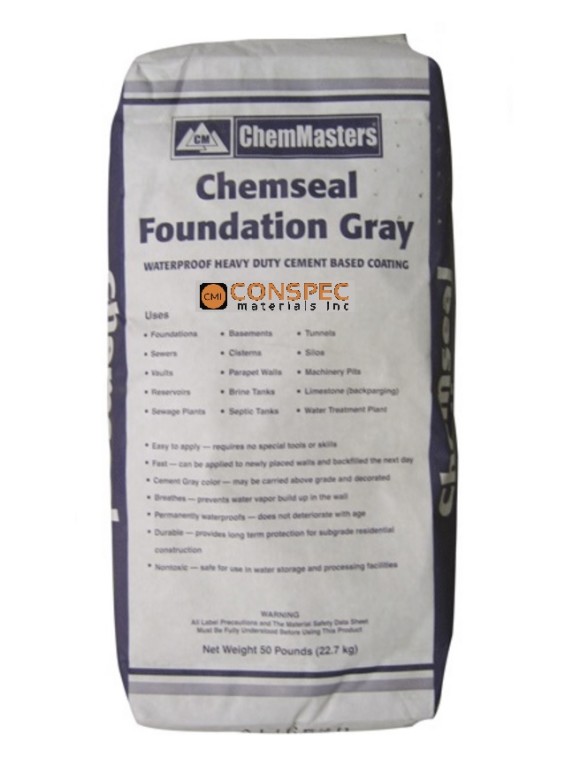 CM ChemMasters
Chemseal
Foundation Gray
WATERPROOF HEAVY DUTY CEMENT BASED COATING
CMI CONSPEC
materials Inc
Uses
• Foundations • Basements • Tunnels
• Sewers • Cisterns • Silos
• Vaults • Parapet Walls • Machinery Pits
• Reservoirs • Brine Tanks • Limestone (backparging)
• Sewage Plants • Septic Tanks • Water Treatment Plant
• Easy to apply — requires no special tools or skills
• Fast — can be applied to newly placed walls and backfilled the next day
• Cement Gray color — may be carried above grade and decorated
• Breathes — prevents water vapor build up in the wall
• Permanently waterproofs — does not deteriorate with age
• Durable — provides long term protection for subgrade residential
construction
• Nontoxic — safe for use in water storage and processing facilities
WARNING
All Label Precautions and The Material Safety Data Sheet
Must Be Fully Understood Before Using This Product
Net Weight 50 Pounds (22.7 kg)